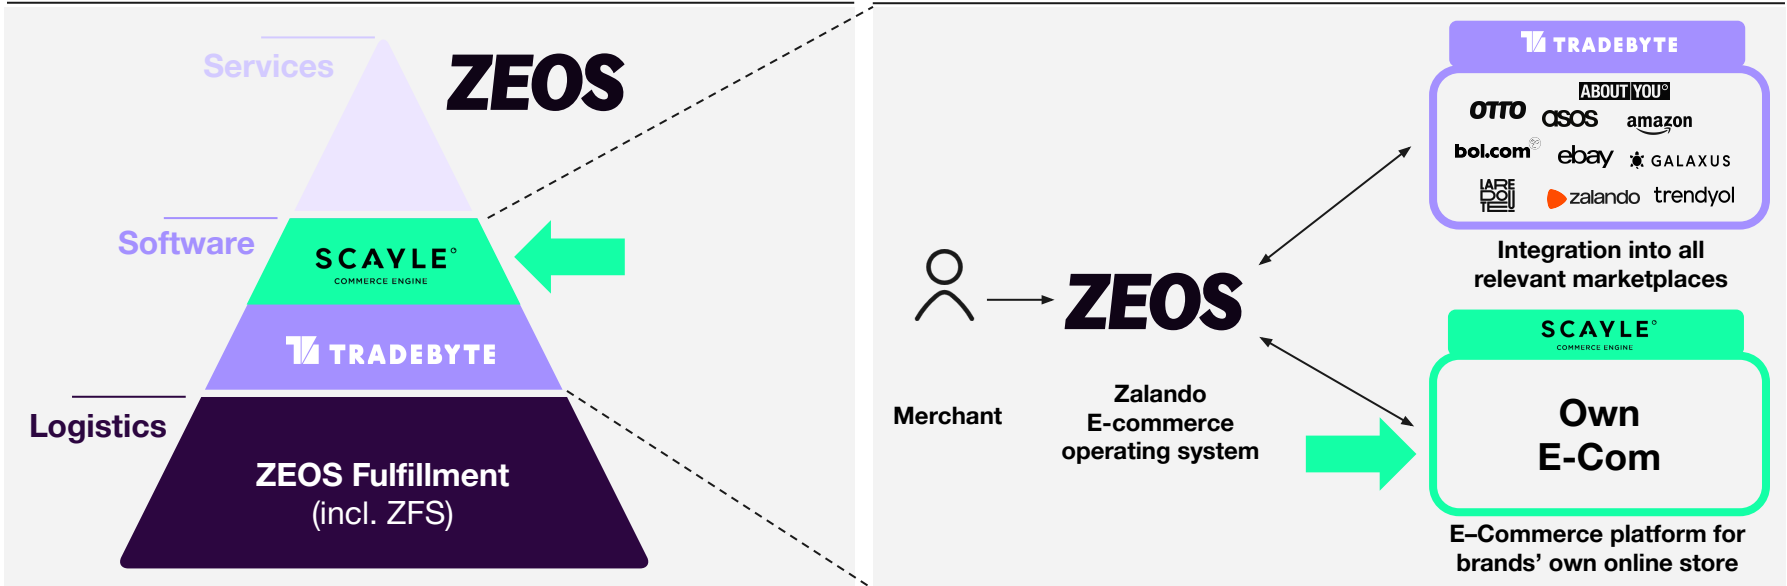 Services
ZEOS
Software
SCAYLE
COMMERCE ENGINE
TRADEBYTE
Logistics
ZEOS Fulfillment
(incl. ZFS)
Merchant
ZEOS
Zalando
E-commerce
operating system
TRADEBYTE
ABOUT YOU
OTTO asos amazon
bol.com ebay GALAXUS
LA REDOUTE zalando trendyol
Integration into all
relevant marketplaces
SCAYLE
COMMERCE ENGINE
Own
E-Com
E–Commerce platform for
brands’ own online store